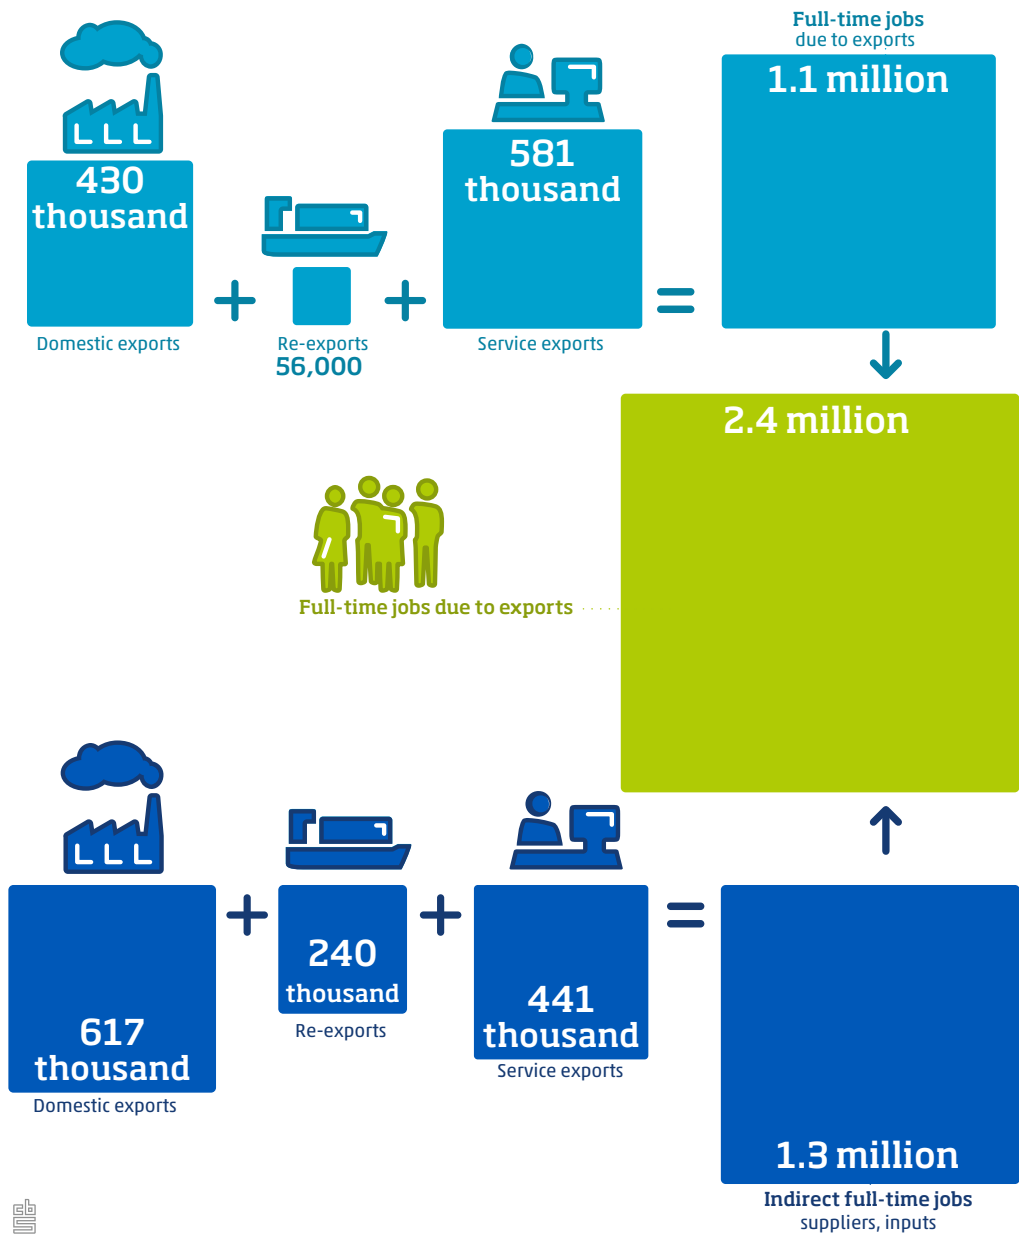 Full-time jobs
due to exports
1.1 million
581
thousand
430
thousand
+
+
=
Domestic exports
Re-exports
56,000
Service exports
2.4 million
Full-time jobs due to exports
+
+
=
240
thousand
Re-exports
441
thousand
Service exports
617
thousand
Domestic exports
1.3 million
Indirect full-time jobs
suppliers, inputs
cbs